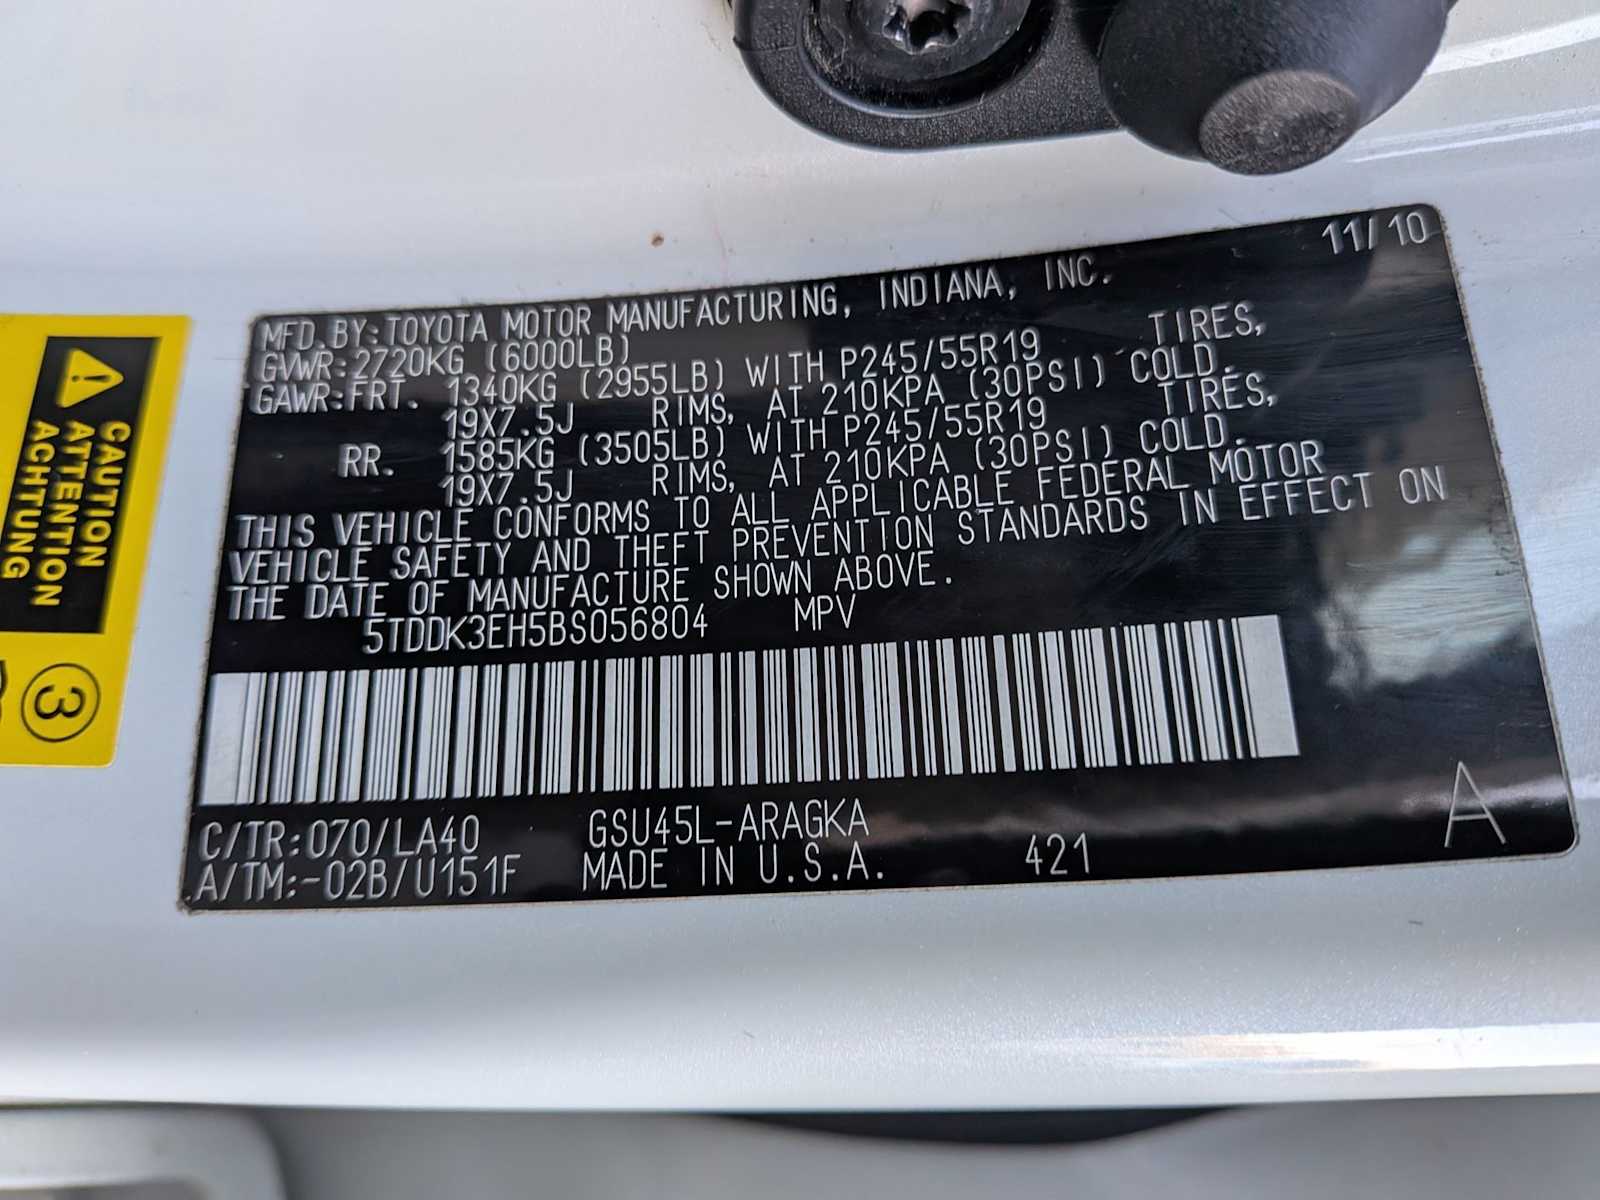 11/10
MFD.BY:TOYOTA MOTOR MANUFACTURING, INDIANA, INC.
GVWR:2720KG (6000LB)
GAWR:FRT. 1340KG (2955LB) WITH P245/55R19 TIRES,
19X7.5J RIMS, AT 210KPA (30PSI) COLD.
RR. 1585KG (3505LB) WITH P245/55R19 TIRES,
19X7.5J RIMS, AT 210KPA (30PSI) COLD.
THIS VEHICLE CONFORMS TO ALL APPLICABLE FEDERAL MOTOR
VEHICLE SAFETY AND THEFT PREVENTION STANDARDS IN EFFECT ON
THE DATE OF MANUFACTURE SHOWN ABOVE.
5TDDK3EH5BS056804 MPV
C/TR:070/LA40 GSU45L-ARAGKA
A/TM:-02B/U151F MADE IN U.S.A. 421 A
CAUTION
ATTENTION
ACHTUNG
3